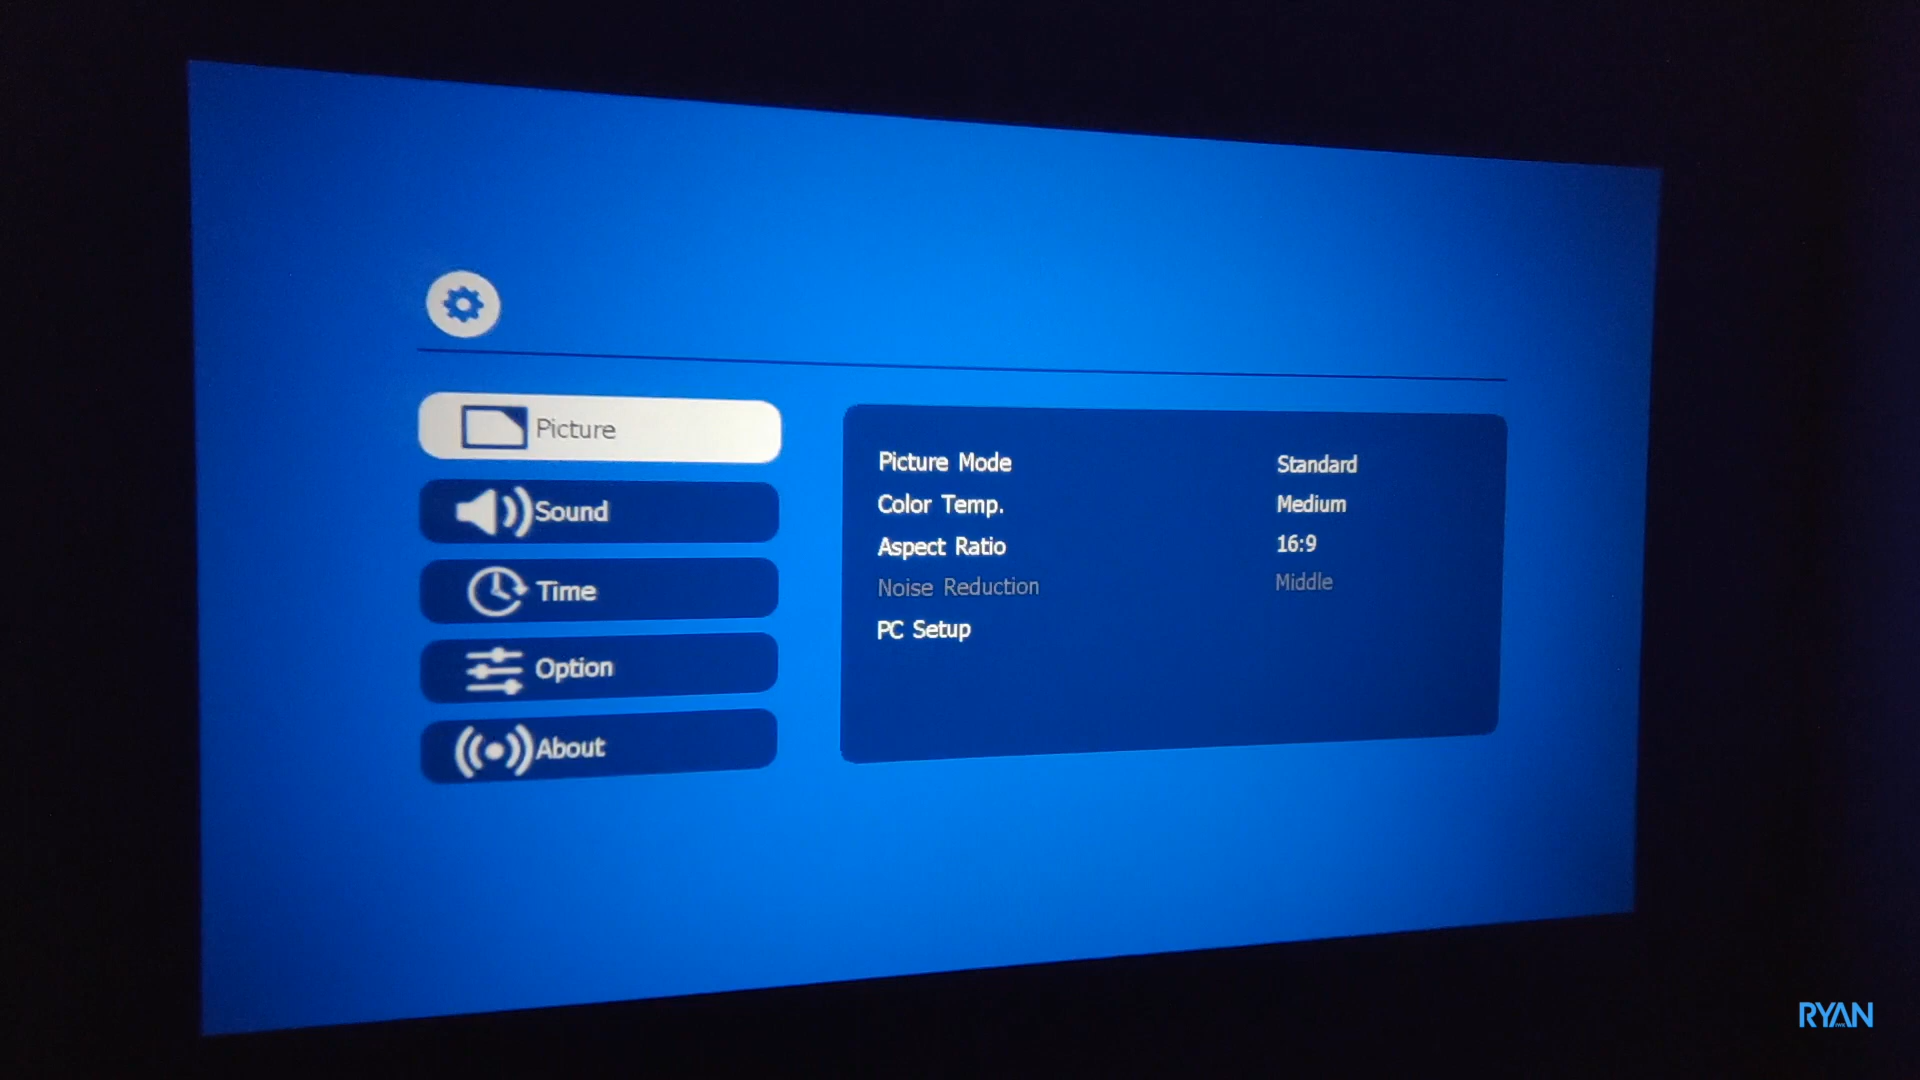 Picture
Sound
Time
Option
About
Picture Mode Standard
Color Temp. Medium
Aspect Ratio 16:9
Noise Reduction Middle
PC Setup
RYAN